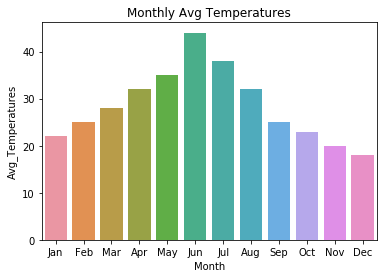 Monthly Avg Temperatures
Avg_Temperatures
40
30
20
10
0
Jan Feb Mar Apr May Jun Jul Aug Sep Oct Nov Dec
Month